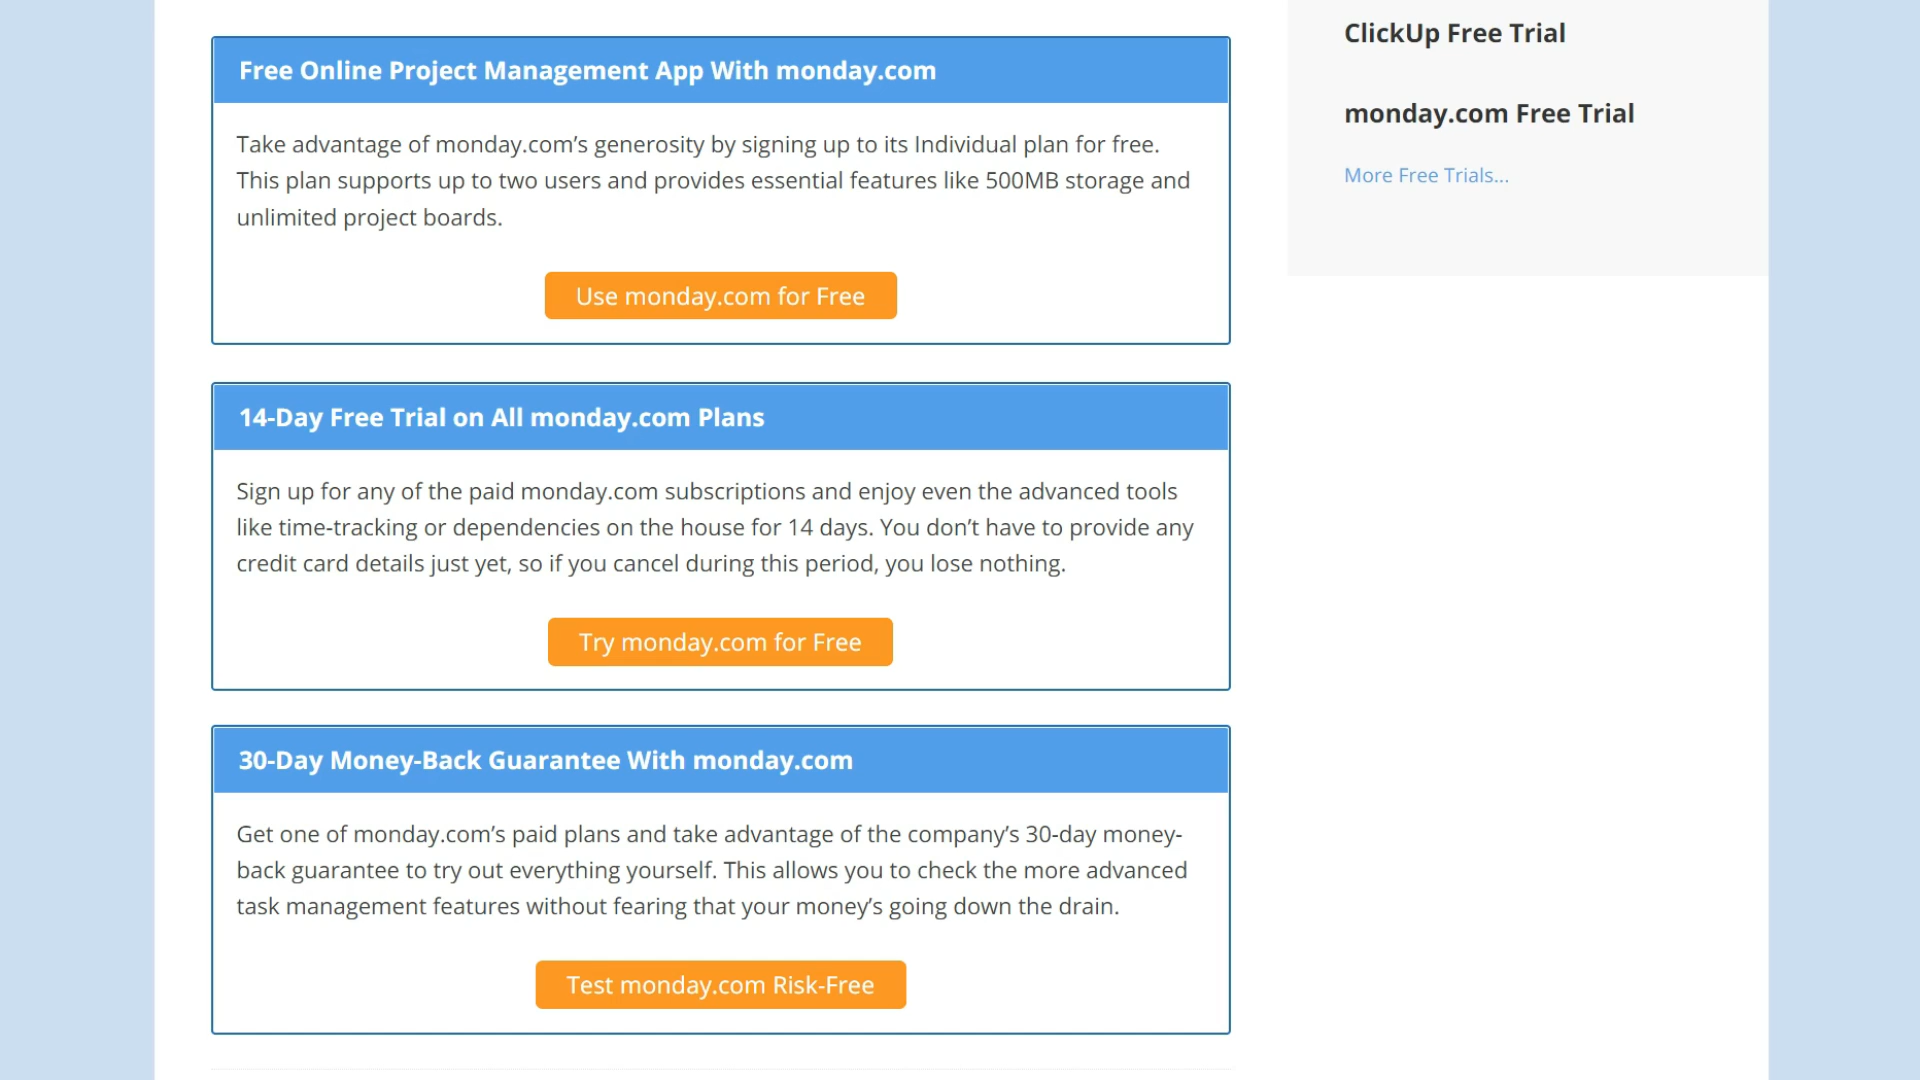 Free Online Project Management App With monday.com
Take advantage of monday.com’s generosity by signing up to its Individual plan for free.
This plan supports up to two users and provides essential features like 500MB storage and
unlimited project boards.
Use monday.com for Free
14-Day Free Trial on All monday.com Plans
Sign up for any of the paid monday.com subscriptions and enjoy even the advanced tools
like time-tracking or dependencies on the house for 14 days. You don’t have to provide any
credit card details just yet, so if you cancel during this period, you lose nothing.
Try monday.com for Free
30-Day Money-Back Guarantee With monday.com
Get one of monday.com’s paid plans and take advantage of the company’s 30-day money-
back guarantee to try out everything yourself. This allows you to check the more advanced
task management features without fearing that your money’s going down the drain.
Test monday.com Risk-Free
ClickUp Free Trial
monday.com Free Trial
More Free Trials...